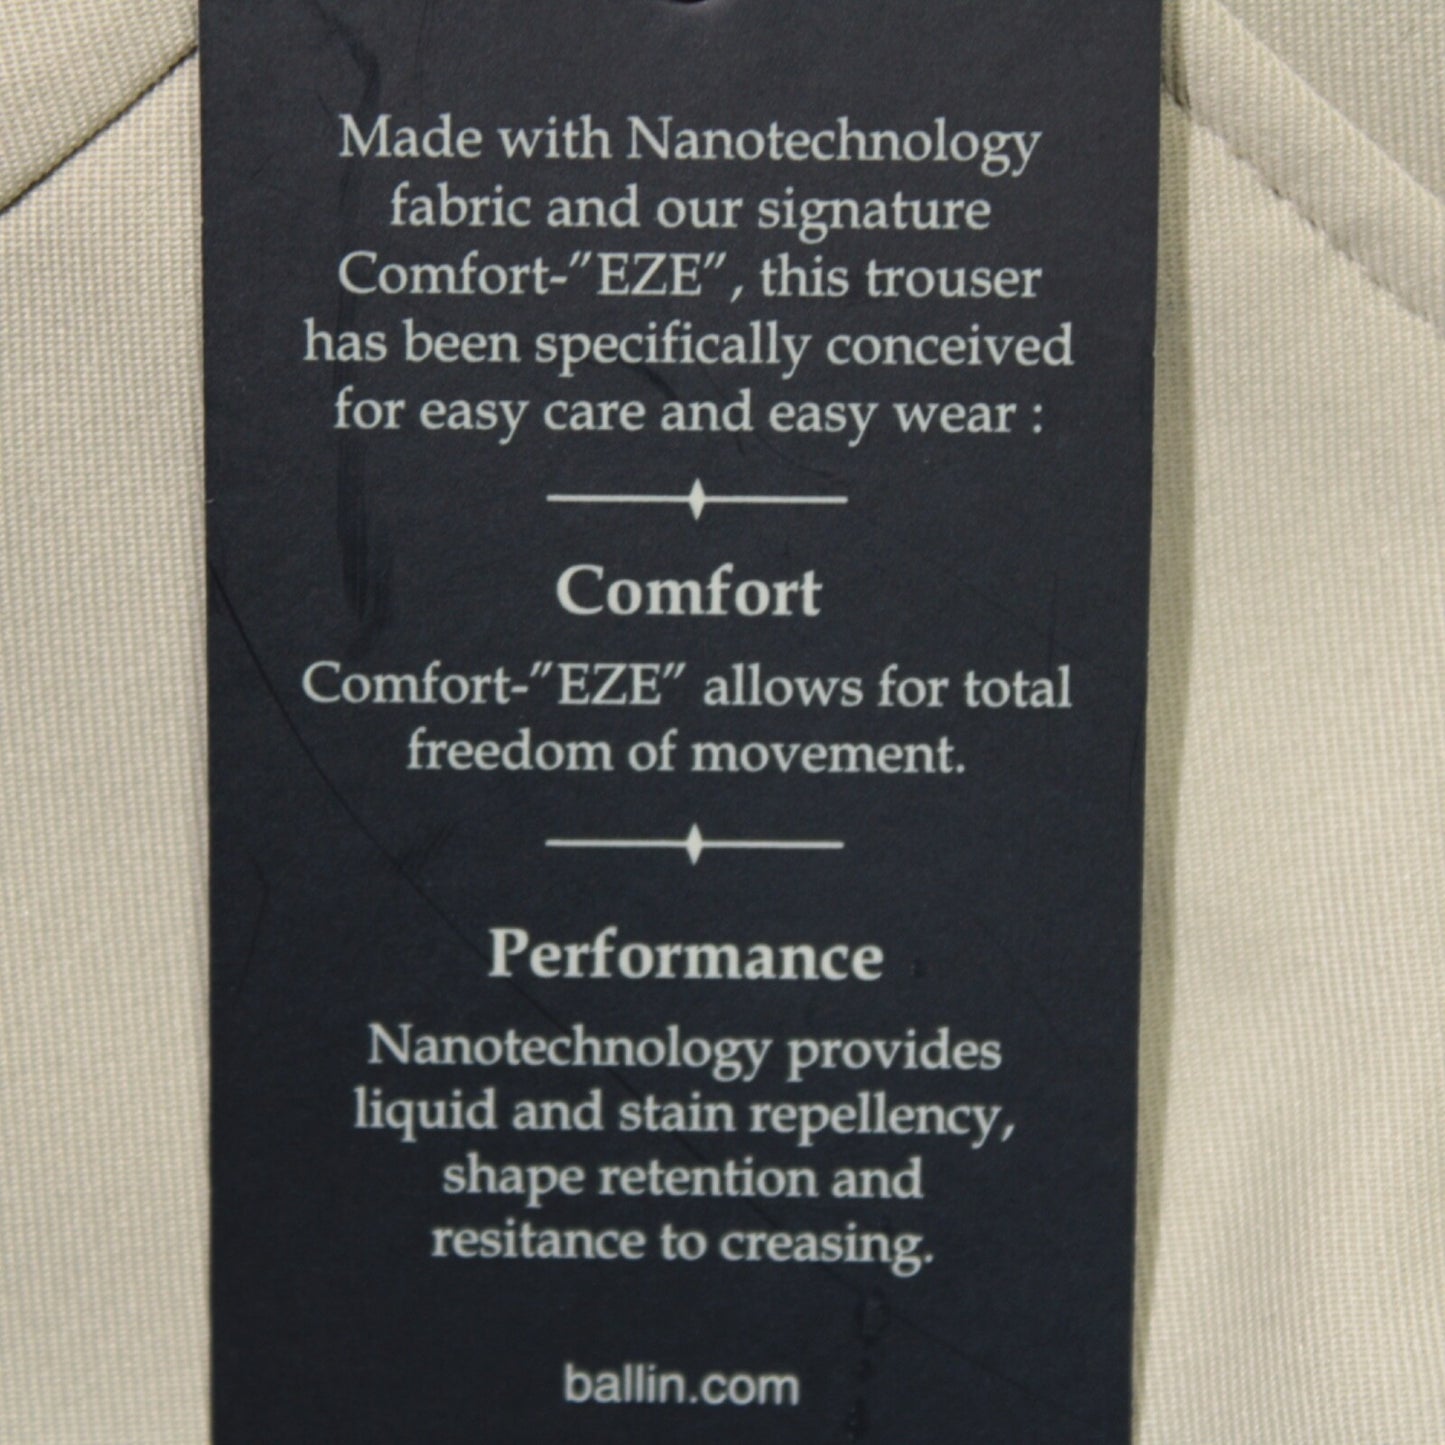 Made with Nanotechnology
fabric and our signature
Comfort-"EZE", this trouser
has been specifically conceived
for easy care and easy wear :
Comfort
Comfort-"EZE" allows for total
freedom of movement.
Performance
Nanotechnology provides
liquid and stain repellency,
shape retention and
resitance to creasing.
ballin.com